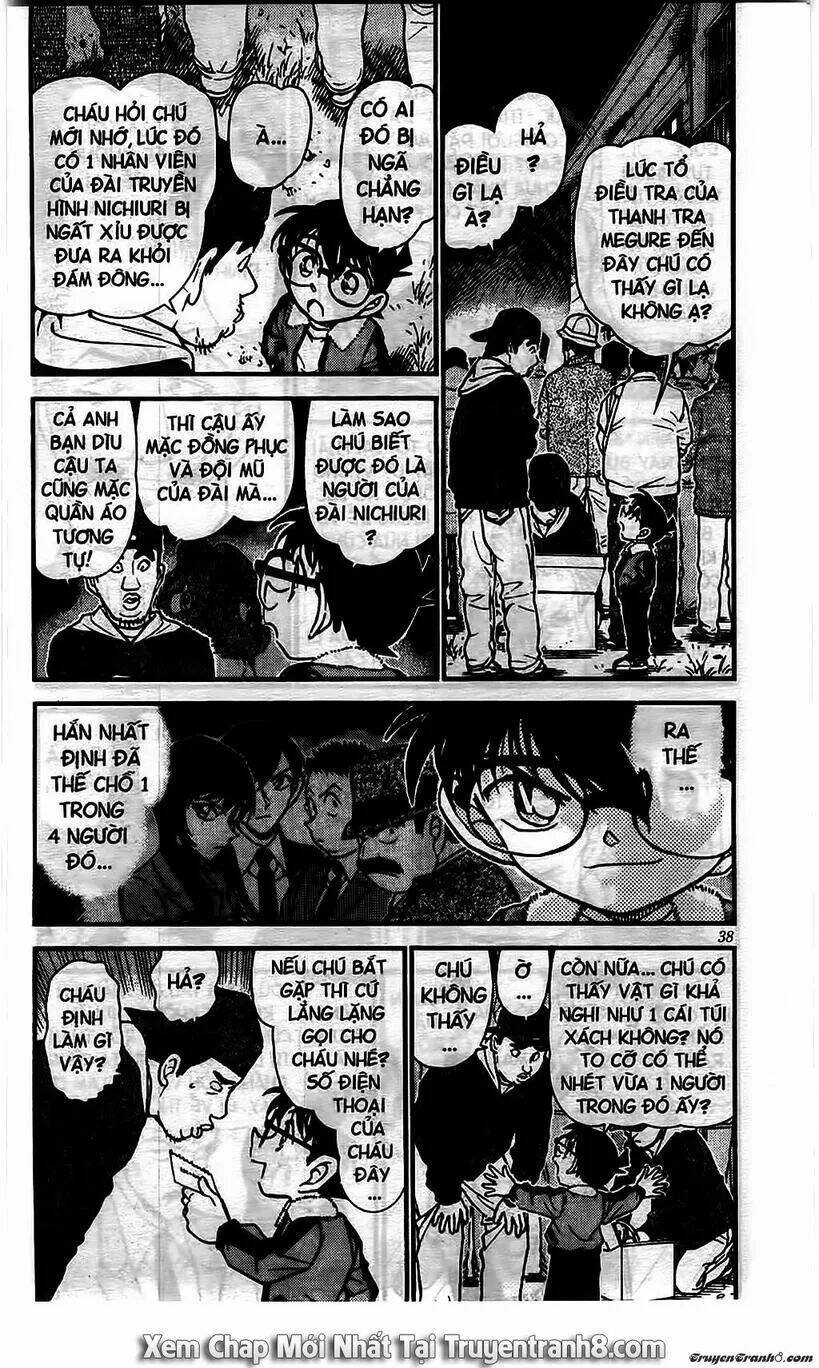 LÚC TỔ
ĐIỀU TRA CỦA
THANH TRA
MEGURE ĐẾN
ĐÂY CHÚ CÓ
THẤY GÌ LẠ
KHÔNG Ạ?
HẢ
?
ĐIỀU
GÌ LẠ
À?
CÓ AI
ĐÓ BỊ
NGÃ
CHẲNG
HẠN?
À...
CHÁU HỎI CHÚ
MỚI NHỚ, LÚC ĐÓ
CÓ 1 NHÂN VIÊN
CỦA ĐÀI TRUYỀN
HÌNH NICHIURI BỊ
NGẤT XỈU ĐƯỢC
ĐƯA RA KHỎI
ĐÁM ĐÔNG...
LÀM SAO
CHÚ BIẾT
ĐƯỢC ĐÓ LÀ
NGƯỜI CỦA
ĐÀI NICHIURI
?
THÌ CẬU ẤY
MẶC ĐỒNG PHỤC
VÀ ĐỘI MŨ
CỦA ĐÀI MÀ...
CẢ ANH
BẠN DÌU
CẬU TA
CŨNG MẶC
QUẦN ÁO
TƯƠNG
TỰ!
RA
THẾ
...
HẮN NHẤT
ĐỊNH ĐÃ
THẾ CHỖ 1
TRONG
4 NGƯỜI
ĐÓ...
38
CÒN NỮA... CHÚ CÓ
THẤY VẬT GÌ KHẢ
NGHI NHƯ 1 CÁI TÚI
XÁCH KHÔNG? NÓ
TO CỠ CÓ THỂ
NHÉT VỪA 1 NGƯỜI
TRONG ĐÓ ẤY?
Ờ
...
CHÚ
KHÔNG
THẤY
...
NẾU CHÚ BẮT
GẶP THÌ CỨ
LẲNG LẶNG
GỌI CHO
CHÁU NHÉ?
SỐ ĐIỆN
THOẠI
CỦA
CHÁU
ĐÂY
...
HẢ?
CHÁU
ĐỊNH
LÀM GÌ
VẬY?
Xem Chap Mới Nhất Tại Truyentranh8.com
TruyenTranh8.com